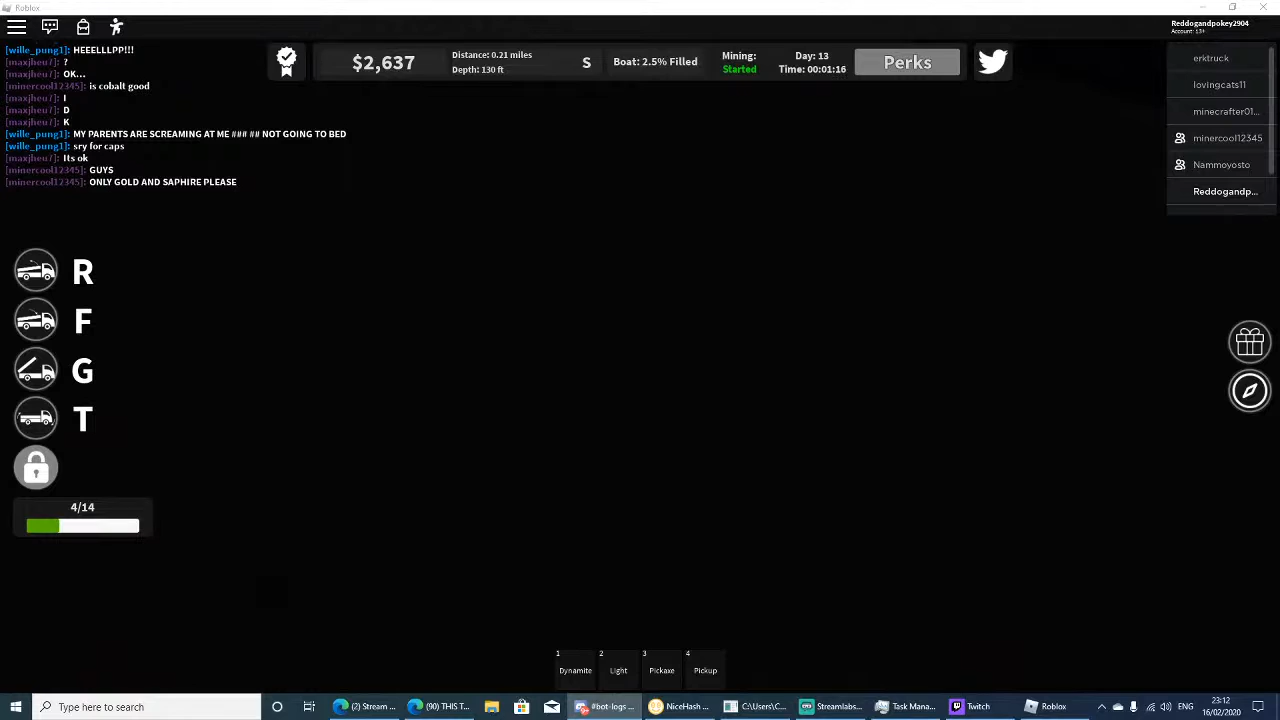 Roblox
Reddogandpokey2904
Account: 13+
[wille_pung1]: HEEELLLPP!!!
[maxjheu7]: ?
[maxjheu7]: OK...
[minercool12345]: is cobalt good
[maxjheu7]: I
[maxjheu7]: D
[maxjheu7]: K
[wille_pung1]: MY PARENTS ARE SCREAMING AT ME ### ## NOT GOING TO BED
[wille_pung1]: sry for caps
[maxjheu7]: Its ok
[minercool12345]: GUYS
[minercool12345]: ONLY GOLD AND SAPHIRE PLEASE
$2,637
Distance: 0.21 miles
Depth: 130 ft
S
Boat: 2.5% Filled
Mining:
Started
Day: 13
Time: 00:01:16
Perks
erktruck
lovingcats11
minecrafter01...
minercool12345
Nammoyosto
Reddogandp...
R
F
G
T
4/14
1 Dynamite
2 Light
3 Pickaxe
4 Pickup
Type here to search
(2) Stream ...
(90) THIS T...
#bot-logs ...
NiceHash ...
C:\Users\C...
Streamlabs...
Task Mana...
Twitch
Roblox
ENG
23:12
16/02/2020